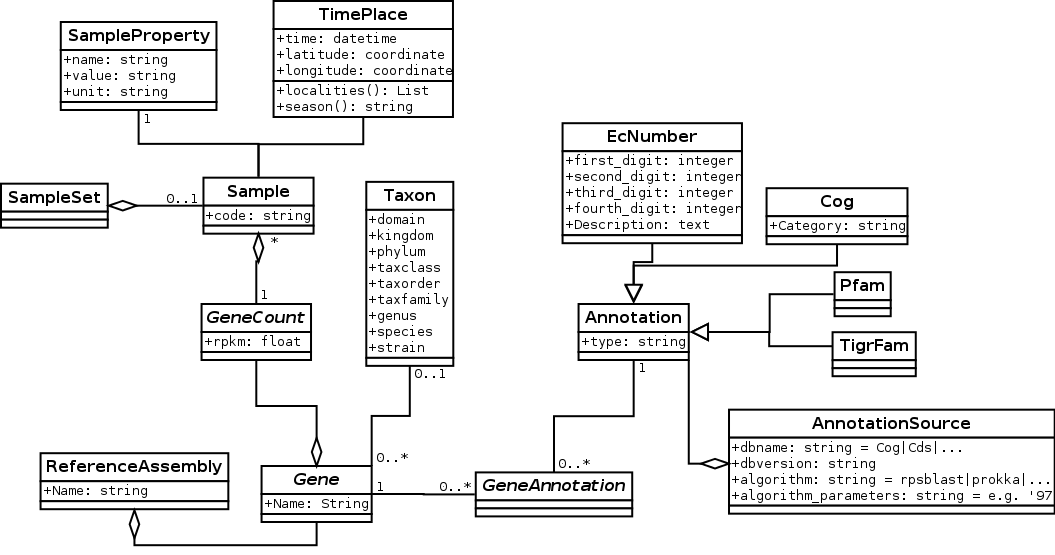 TimePlace
+time: datetime
+latitude: coordinate
+longitude: coordinate
+localities(): List
+season(): string
SampleProperty
+name: string
+value: string
+unit: string
1
SampleSet
0..1
Sample
+code: string
*
1
GeneCount
+rpkm: float
Taxon
+domain
+kingdom
+phylum
+taxclass
+taxorder
+taxfamily
+genus
+species
+strain
0..1
0..*
EcNumber
+first_digit: integer
+second_digit: integer
+third_digit: integer
+fourth_digit: integer
+Description: text
Cog
+Category: string
Pfam
TigrFam
Annotation
+type: string
1
0..*
AnnotationSource
+dbname: string = Cog|Cds|...
+dbversion: string
+algorithm: string = rpsblast|prokka|...
+algorithm_parameters: string = e.g. '97
ReferenceAssembly
+Name: string
Gene
+Name: String
1
0..*
GeneAnnotation